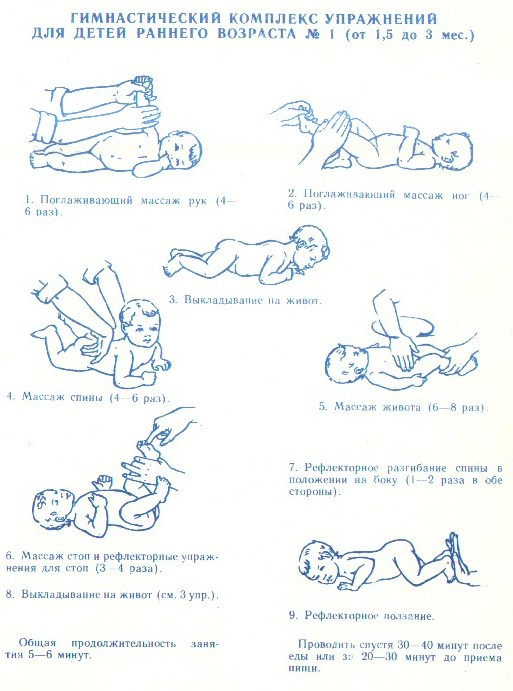 ГИМНАСТИЧЕСКИЙ КОМПЛЕКС УПРАЖНЕНИЙ
ДЛЯ ДЕТЕЙ РАННЕГО ВОЗРАСТА № 1 (от 1,5 до 3 мес.)
1. Поглаживающий массаж рук (4—
6 раз).
2. Поглаживающий массаж ног (4—
6 раз).
3. Выкладывание на живот.
4. Массаж спины (4—6 раз).
5. Массаж живота (6—8 раз).
6. Массаж стоп и рефлекторные упраж-
нения для стоп (3—4 раза).
7. Рефлекторное разгибание спины в
положении на боку (1—2 раза в обе
стороны).
8. Выкладывание на живот (см. 3 упр.).
9. Рефлекторное ползание.
Общая продолжительность заня-
тия 5—6 минут.
Проводить спустя 30—40 минут после
еды или за 20—30 минут до приема
пищи.